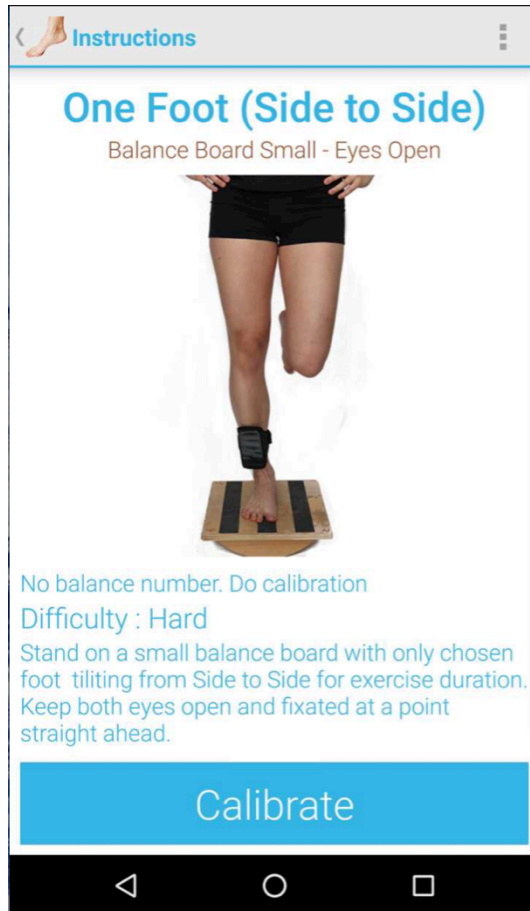 Instructions
One Foot (Side to Side)
Balance Board Small - Eyes Open
No balance number. Do calibration
Difficulty : Hard
Stand on a small balance board with only chosen
foot  tiliting from Side to Side for exercise duration.
Keep both eyes open and fixated at a point
straight ahead.
Calibrate